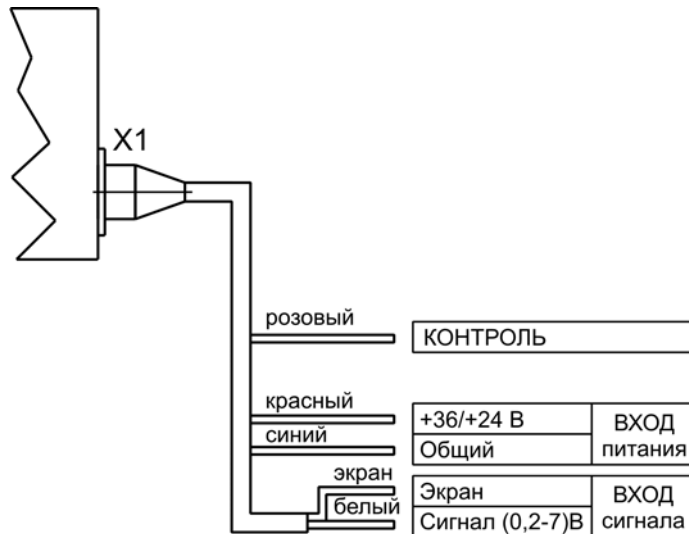 X1
розовый
КОНТРОЛЬ
красный
+36/+24 В
ВХОД
питания
синий
Общий
экран
Экран
ВХОД
сигнала
белый
Сигнал (0,2-7)В